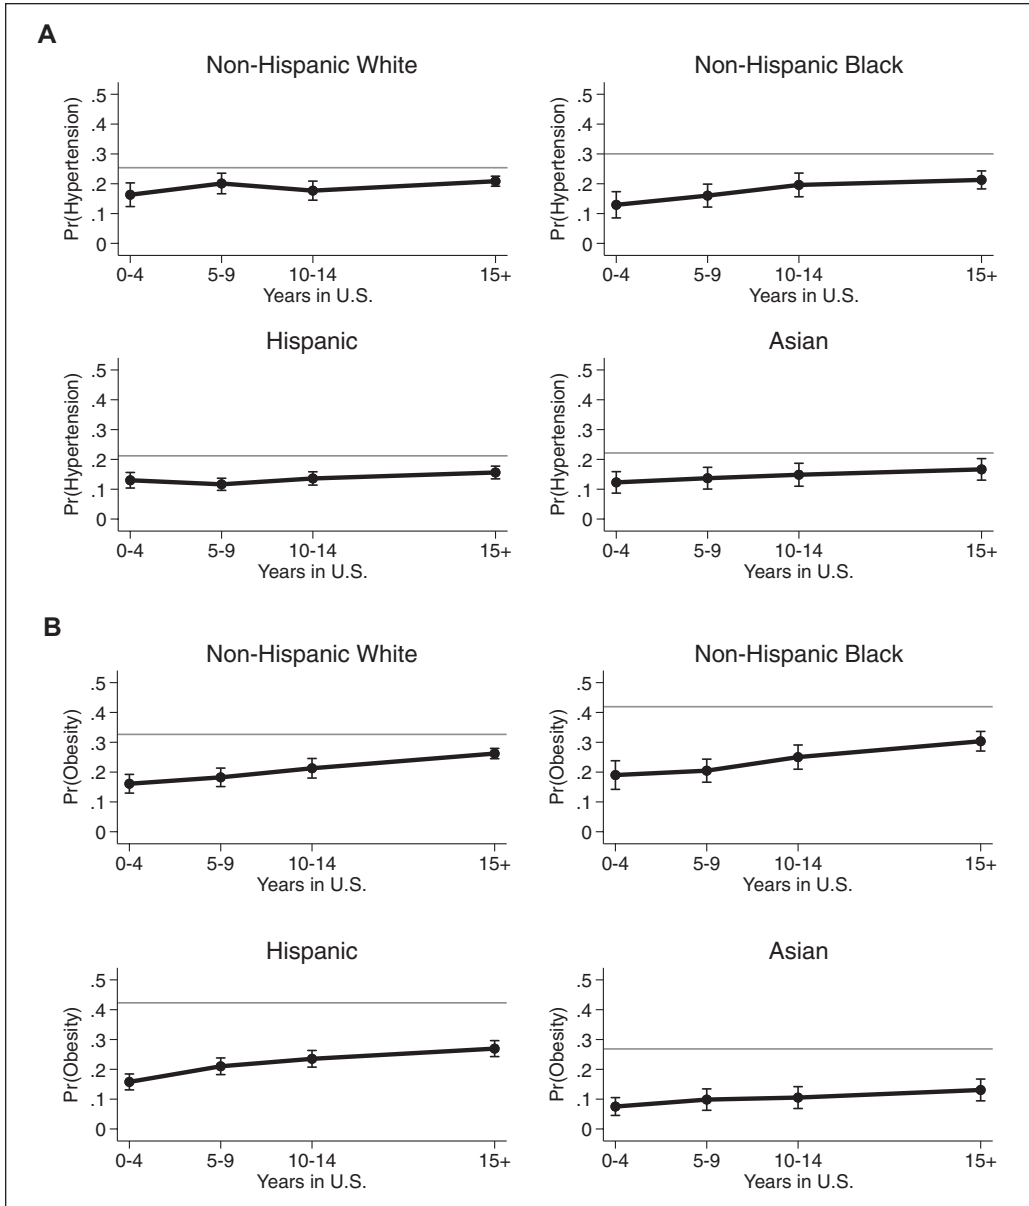 A
Non-Hispanic White
Pr(Hypertension)
.5
.4
.3
.2
.1
0
0-4 5-9 10-14 15+
Years in U.S.
Non-Hispanic Black
Pr(Hypertension)
.5
.4
.3
.2
.1
0
0-4 5-9 10-14 15+
Years in U.S.
Hispanic
Pr(Hypertension)
.5
.4
.3
.2
.1
0
0-4 5-9 10-14 15+
Years in U.S.
Asian
Pr(Hypertension)
.5
.4
.3
.2
.1
0
0-4 5-9 10-14 15+
Years in U.S.
B
Non-Hispanic White
Pr(Obesity)
.5
.4
.3
.2
.1
0
0-4 5-9 10-14 15+
Years in U.S.
Non-Hispanic Black
Pr(Obesity)
.5
.4
.3
.2
.1
0
0-4 5-9 10-14 15+
Years in U.S.
Hispanic
Pr(Obesity)
.5
.4
.3
.2
.1
0
0-4 5-9 10-14 15+
Years in U.S.
Asian
Pr(Obesity)
.5
.4
.3
.2
.1
0
0-4 5-9 10-14 15+
Years in U.S.